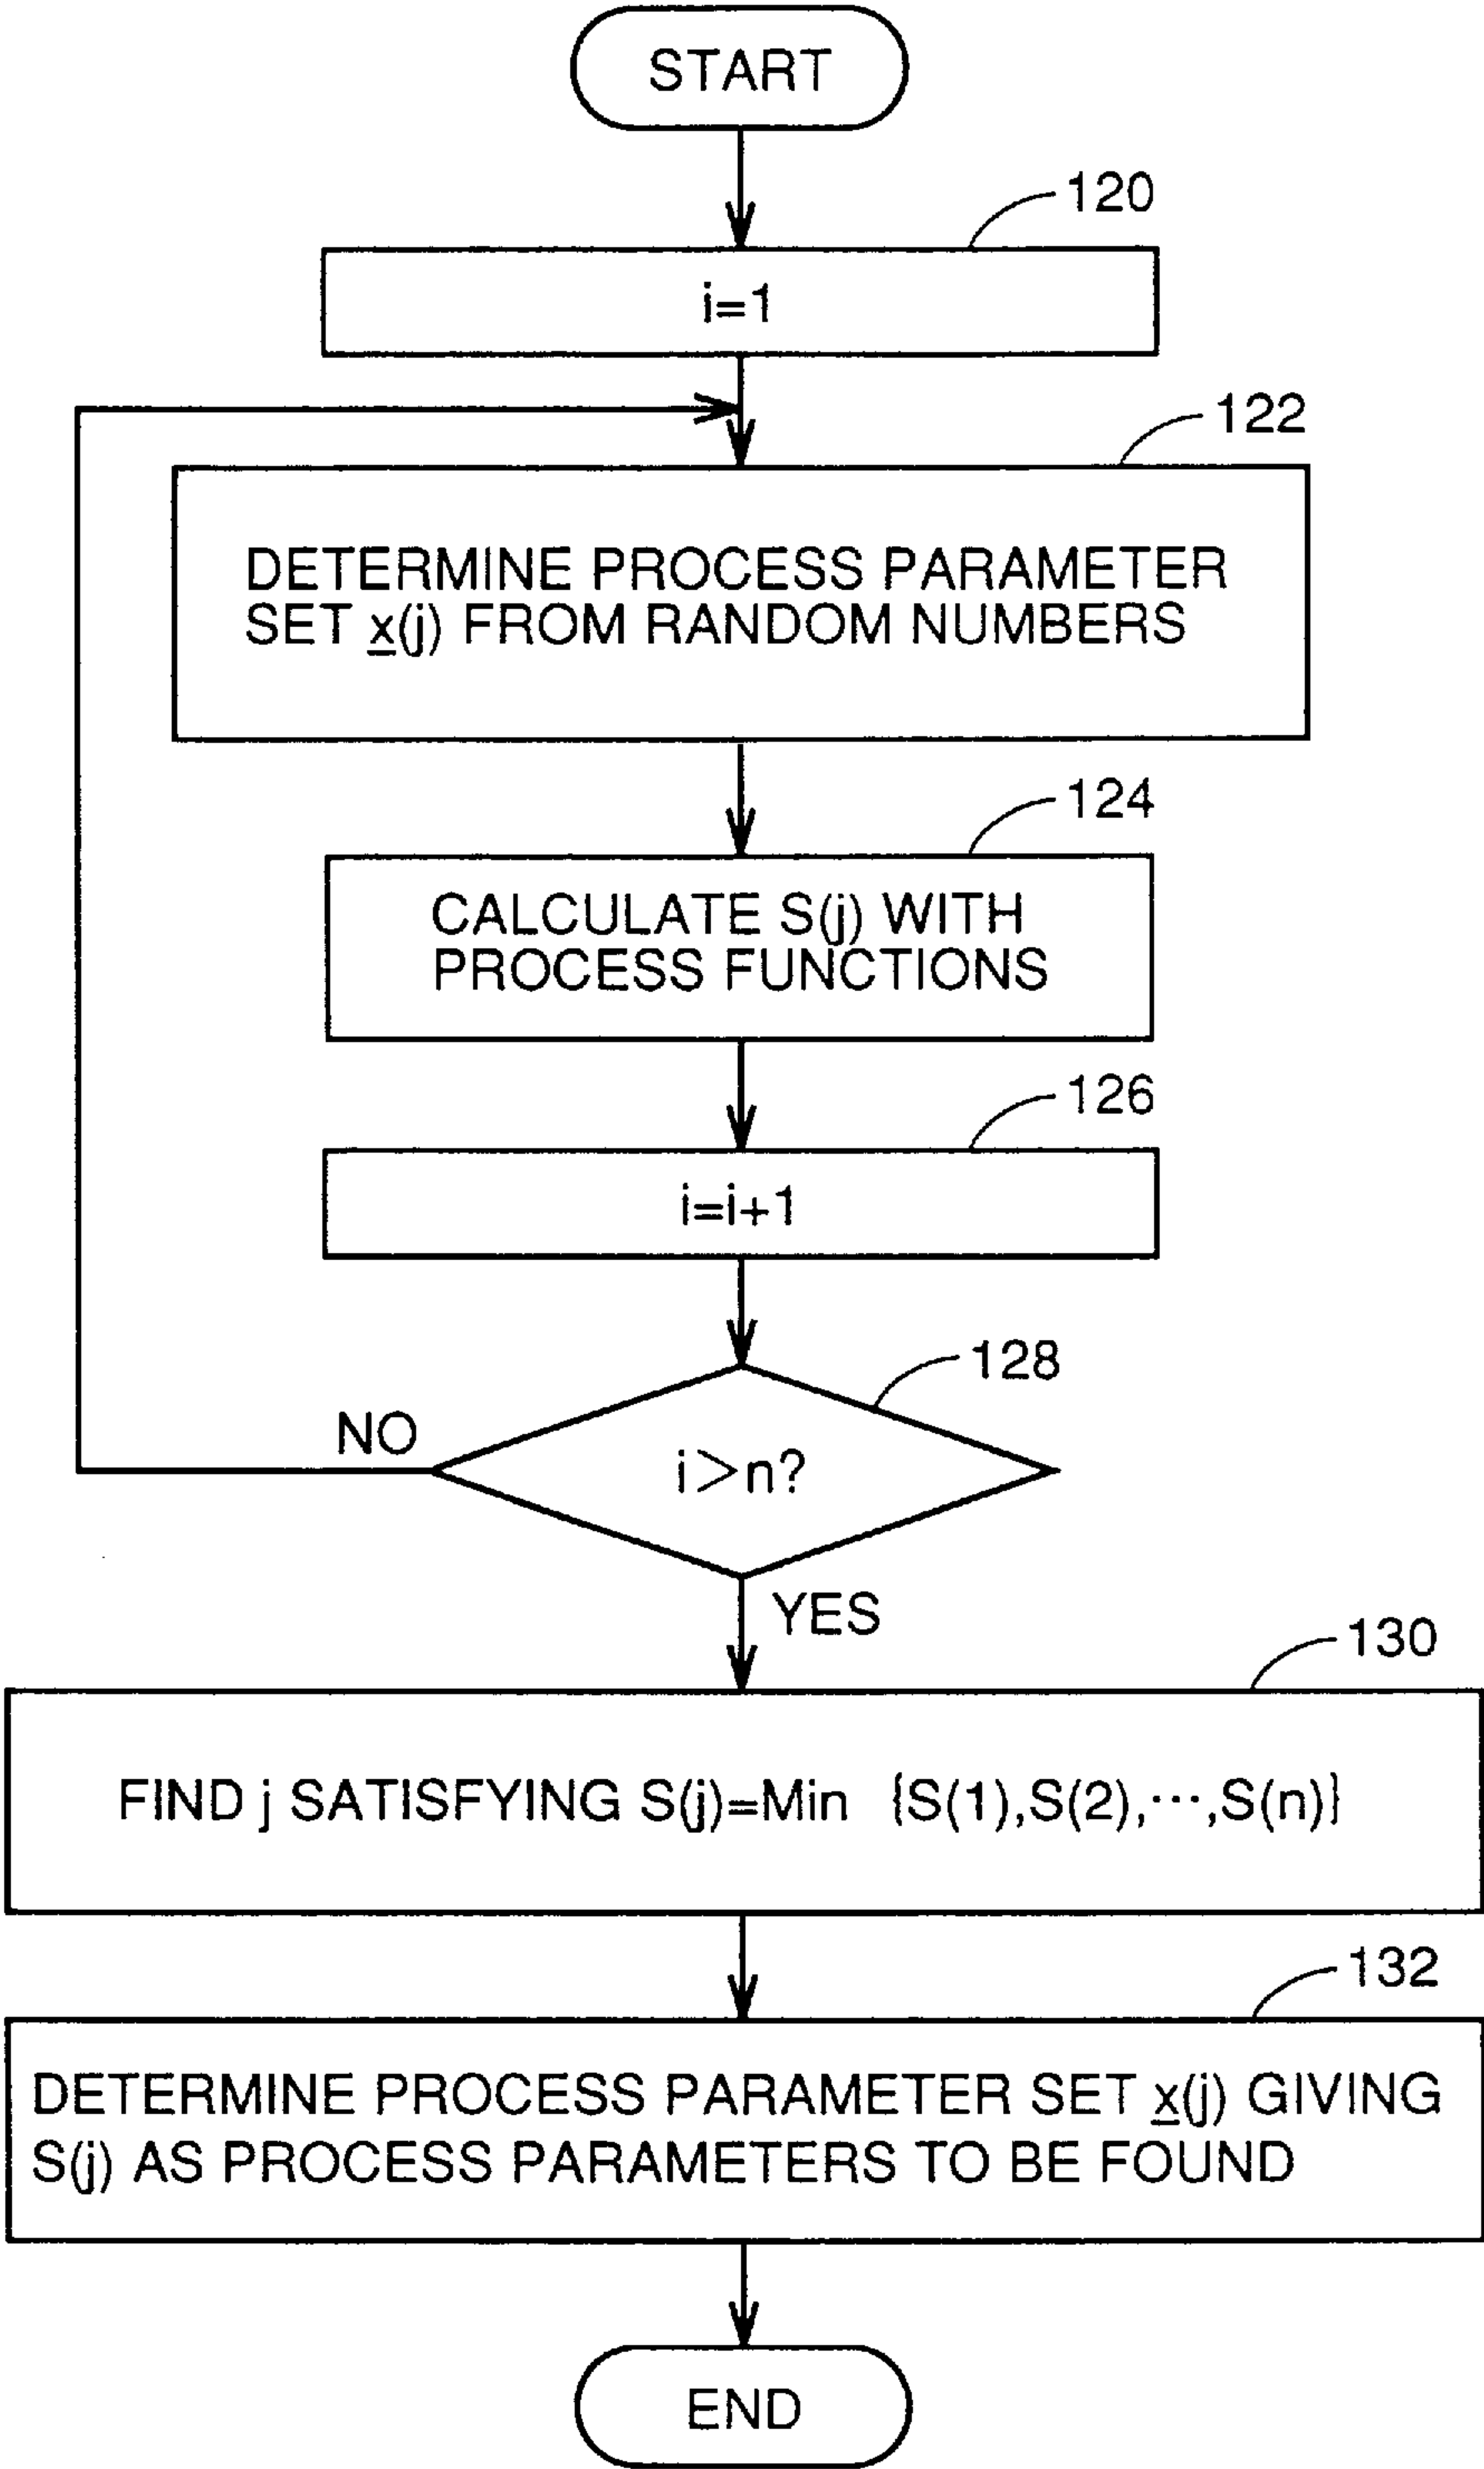 START
120
i=1
122
DETERMINE PROCESS PARAMETER
SET x(j) FROM RANDOM NUMBERS
124
CALCULATE S(j) WITH
PROCESS FUNCTIONS
126
i=i+1
128
NO
i>n?
YES
130
FIND j SATISFYING S(j)=Min {S(1),S(2),···,S(n)}
132
DETERMINE PROCESS PARAMETER SET x(j) GIVING
S(j) AS PROCESS PARAMETERS TO BE FOUND
END